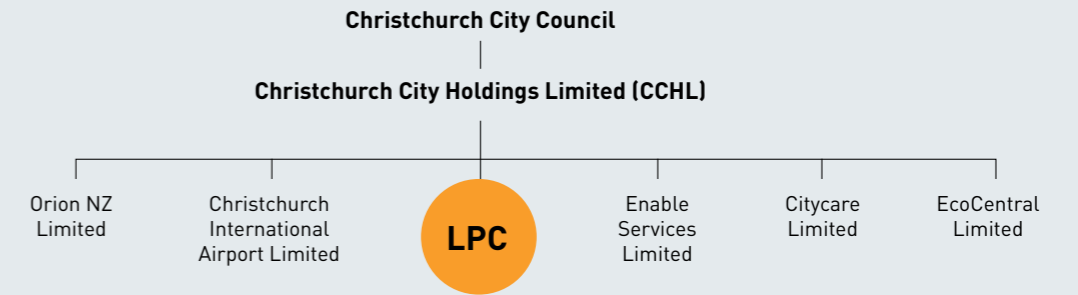 Christchurch City Council
Christchurch City Holdings Limited (CCHL)
Orion NZ
Limited
Christchurch
International
Airport Limited
LPC
Enable
Services
Limited
Citycare
Limited
EcoCentral
Limited